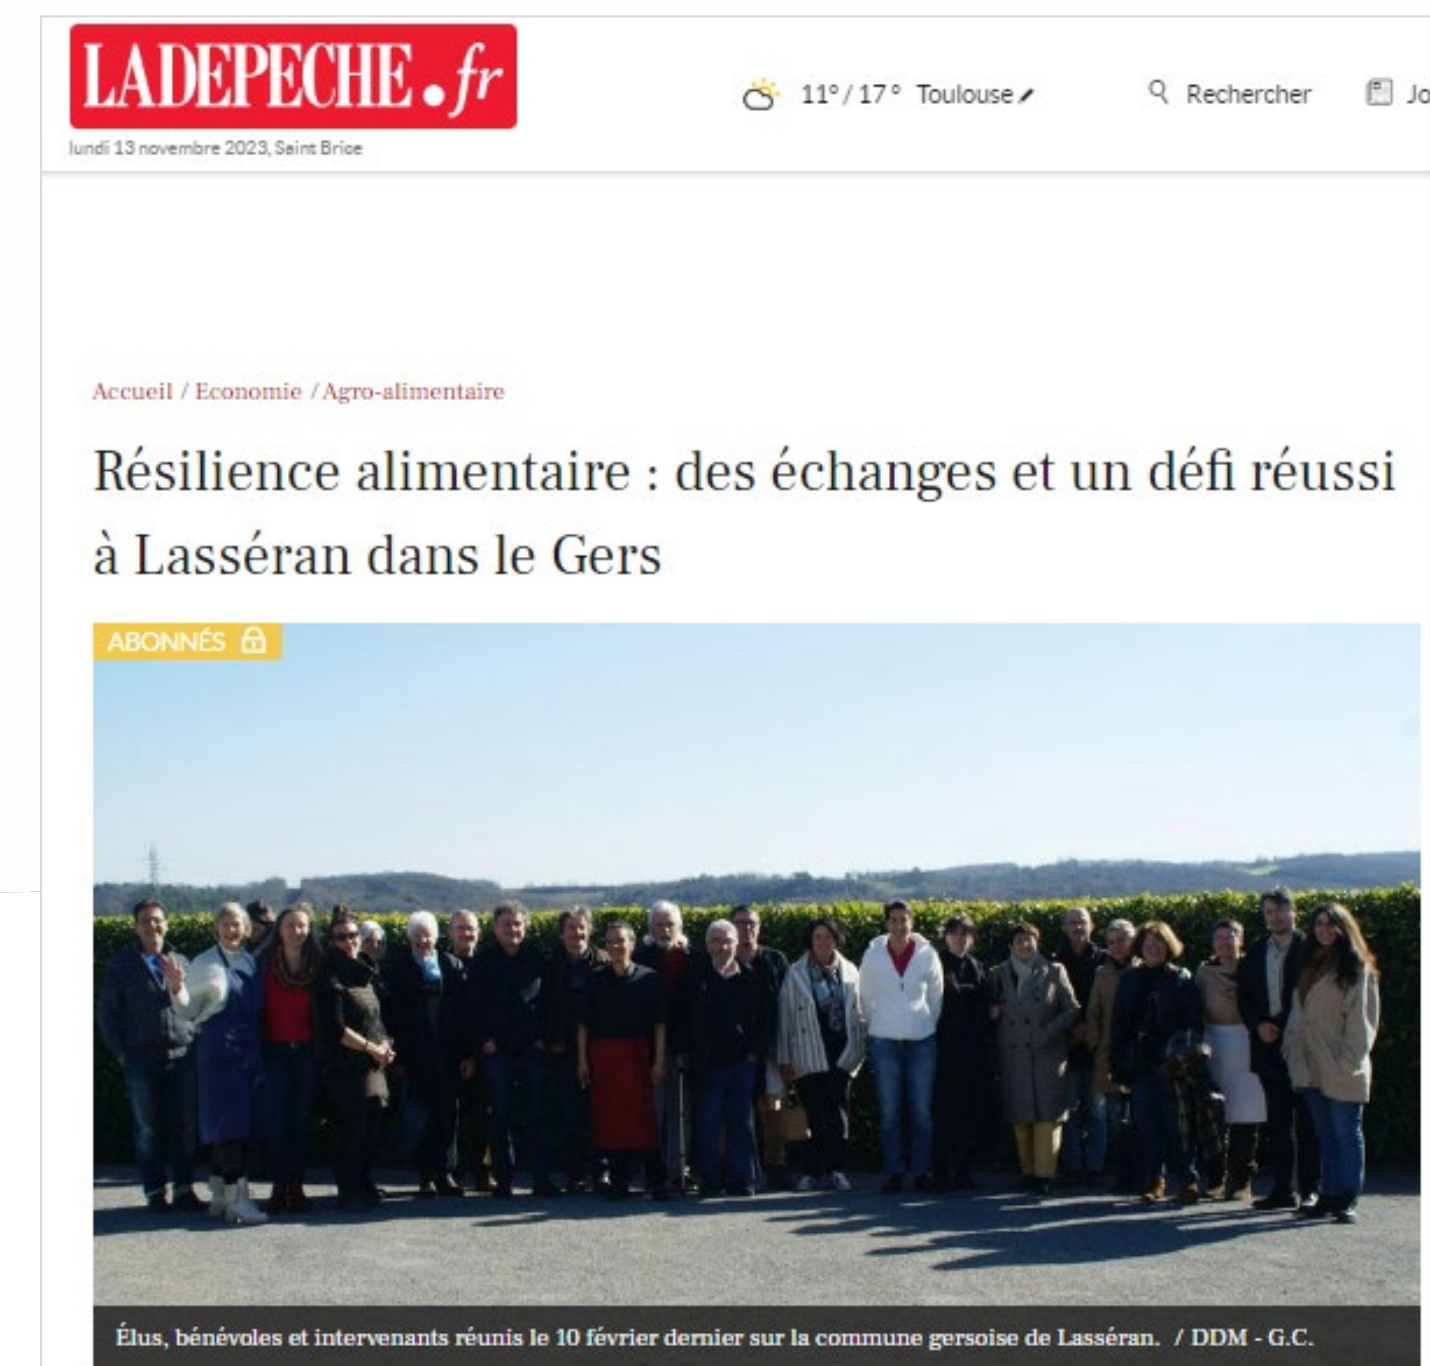 LADEPECHE.fr
11°/17° Toulouse
Rechercher
Jo
lundi 13 novembre 2023, Saint Brice
Accueil / Economie / Agro-alimentaire
Résilience alimentaire : des échanges et un défi réussi
à Lasséran dans le Gers
ABONNÉS
Élus, bénévoles et intervenants réunis le 10 février dernier sur la commune gersoise de Lasséran. / DDM - G.C.